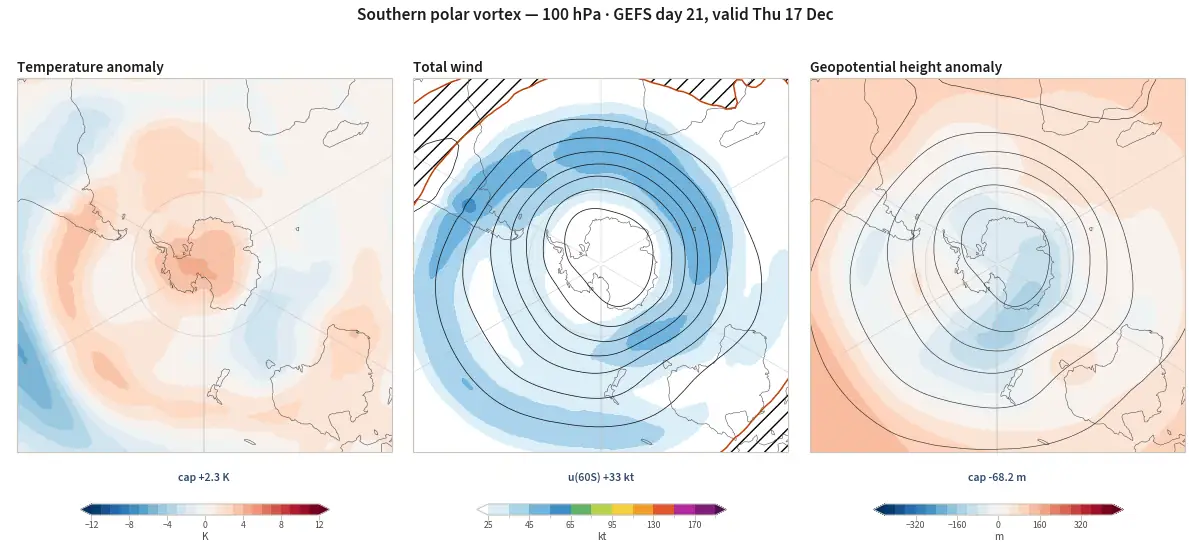 Southern polar vortex — 100 hPa · GEFS day 21, valid Thu 17 Dec
Temperature anomaly
Total wind
Geopotential height anomaly
cap +2.3 K
u(60S) +33 kt
cap -68.2 m
−12 −8 −4 0 4 8 12
K
25 45 65 95 130 170
kt
−320 −160 0 160 320
m